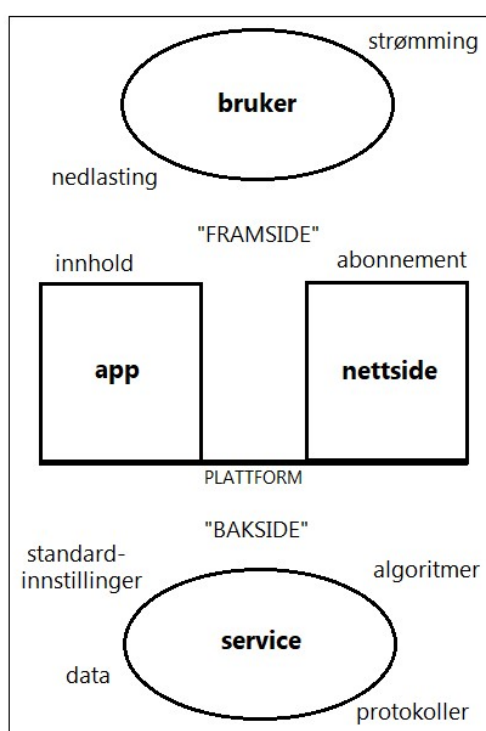 strømming
bruker
nedlasting
"FRAMSIDE"
innhold
abonnement
app
nettside
PLATTFORM
"BAKSIDE"
standard-
innstillinger
algoritmer
service
data
protokoller